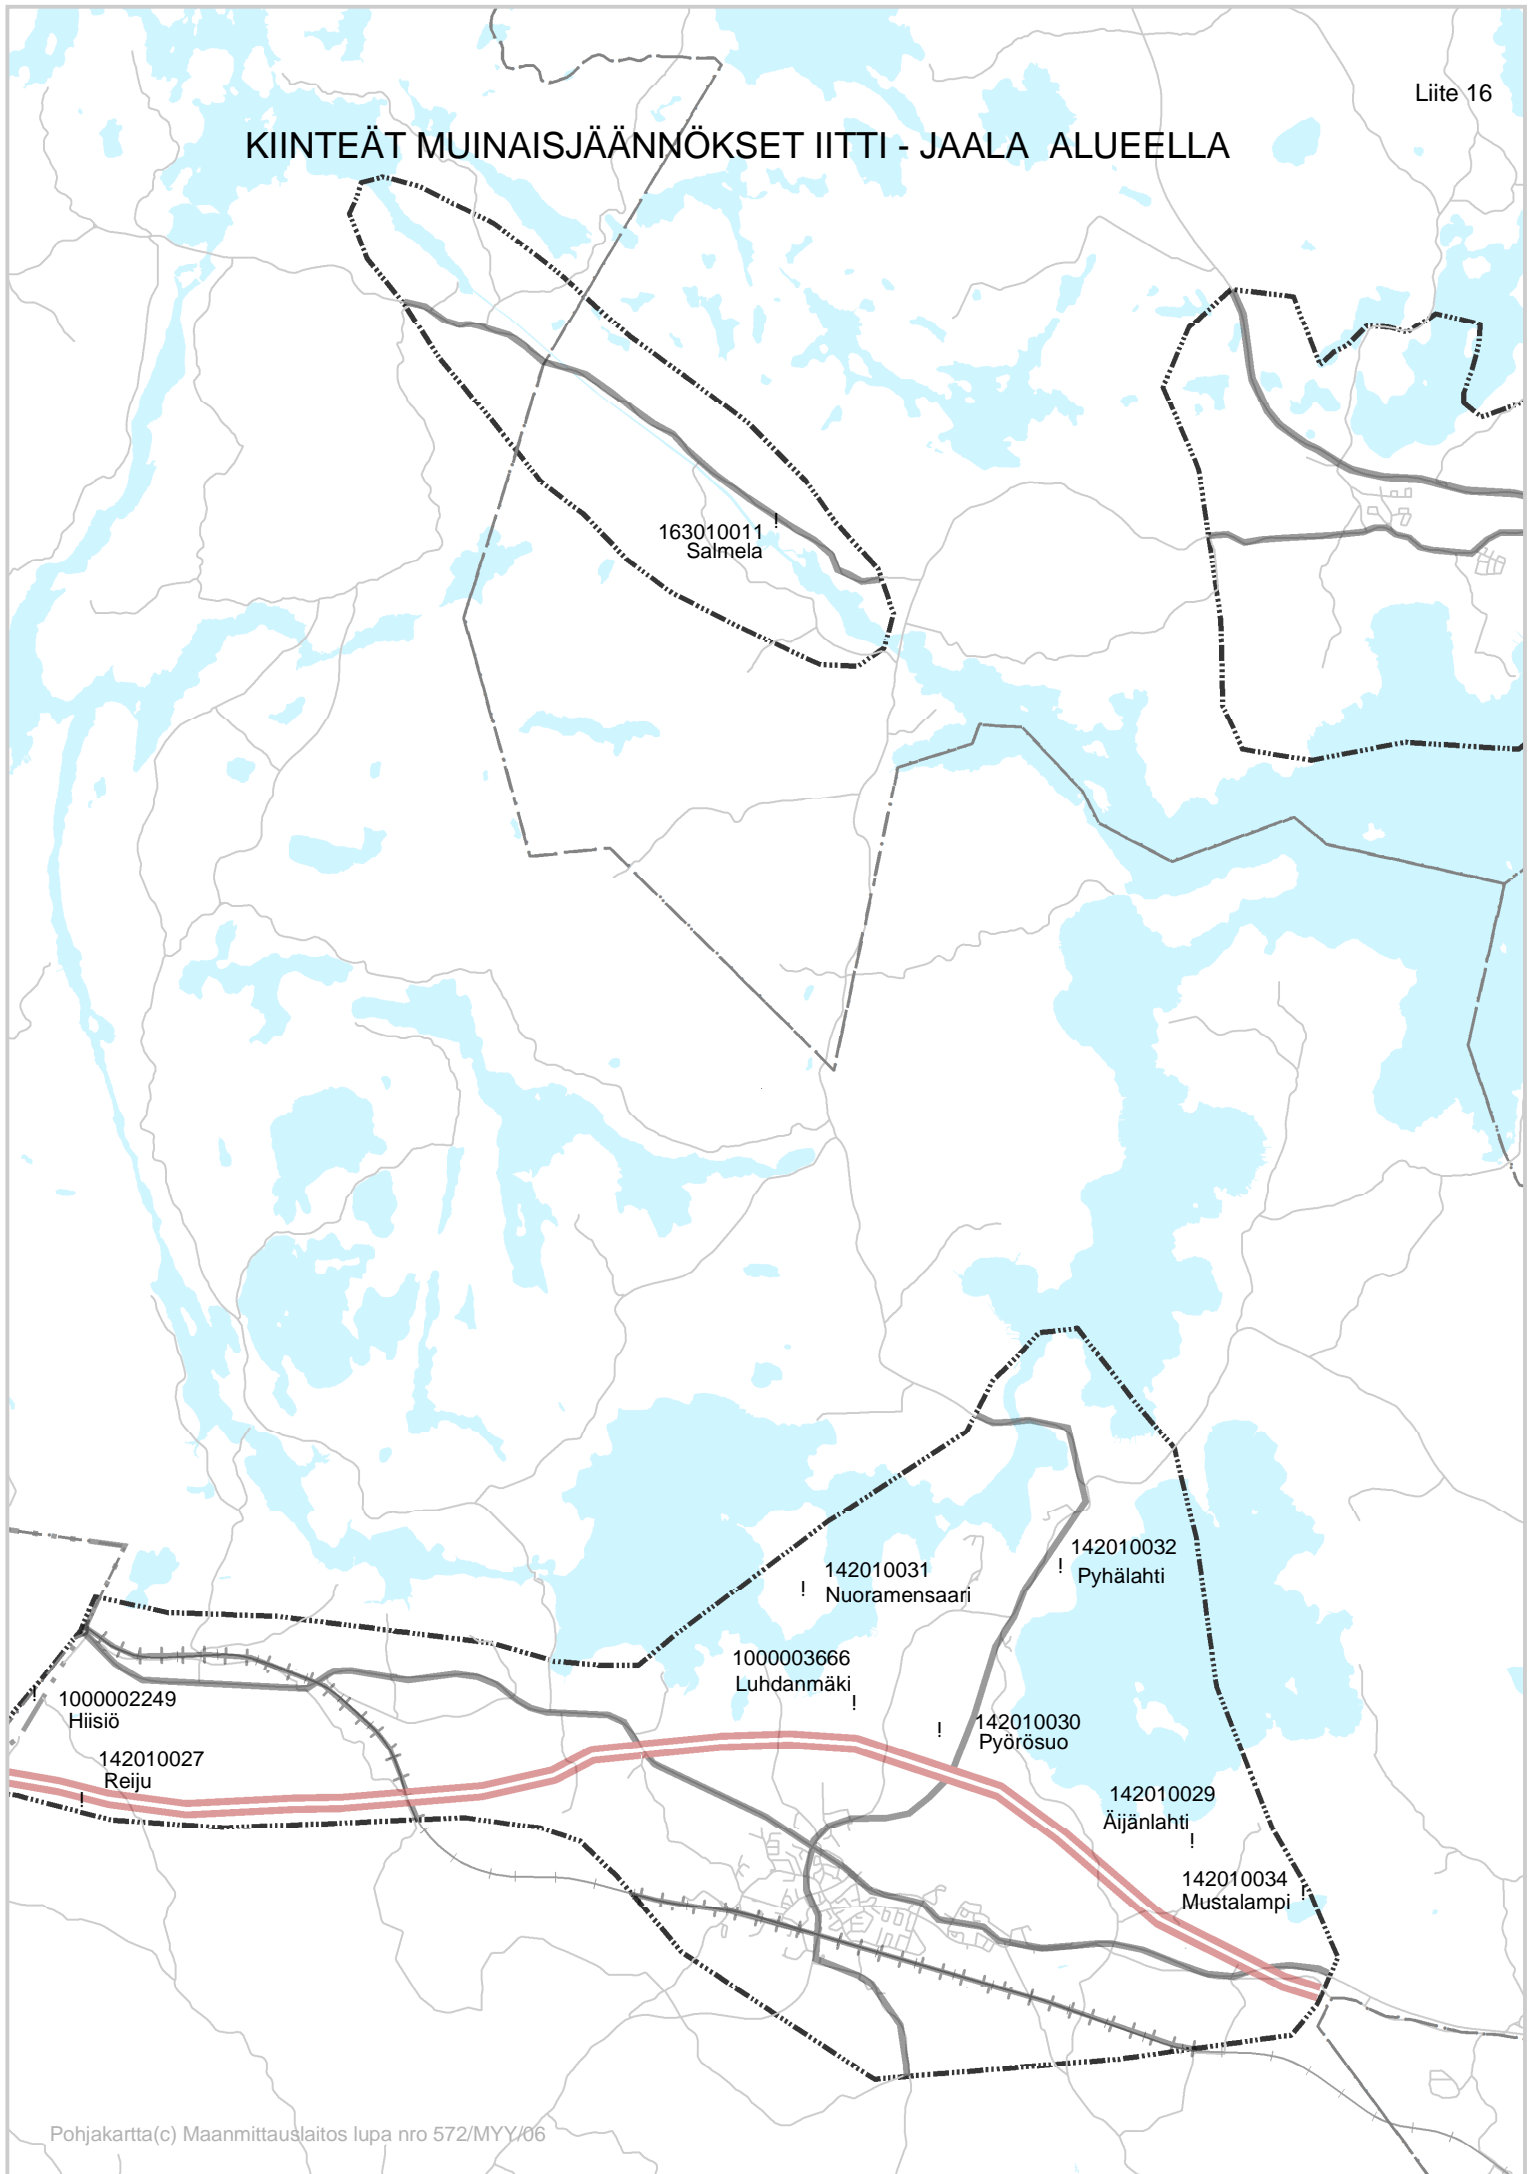 Liite 16
KIINTEÄT MUINAISJÄÄNNÖKSET IITTI - JAALA ALUEELLA
163010011 !
Salmela
142010032
! Pyhälahti
142010031
! Nuoramensaari
1000003666
Luhdanmäki
!
! 1000002249
Hiisiö
! 142010030
Pyörösuo
142010027
Reiju
!
142010029
Äijänlahti
!
142010034
Mustalampi !
Pohjakartta(c) Maanmittauslaitos lupa nro 572/MYY/06